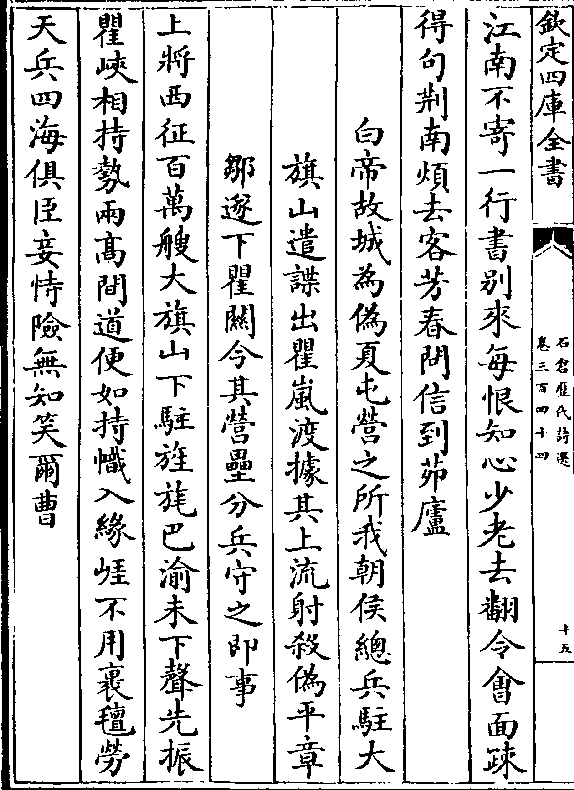 欽定四庫全書
石倉歷代詩選
卷三百四十四
十五
江南不寄一行書别來每恨知心少老去翻令會面疎
得句荆南煩去客芳春問信到茆廬
白帝故城為偽夏屯營之所我朝侯總兵駐大
旗山遣諜出瞿嵐渡據其上流射殺偽平章
鄒遂下瞿關今其營壘分兵守之即事
上將西征百萬艘大旗山下駐旌旄巴渝未下聲先振
瞿峽相持勢兩高間道便如持幟入緣崖不用裹氊勞
天兵四海俱臣妾恃險無知笑爾曹